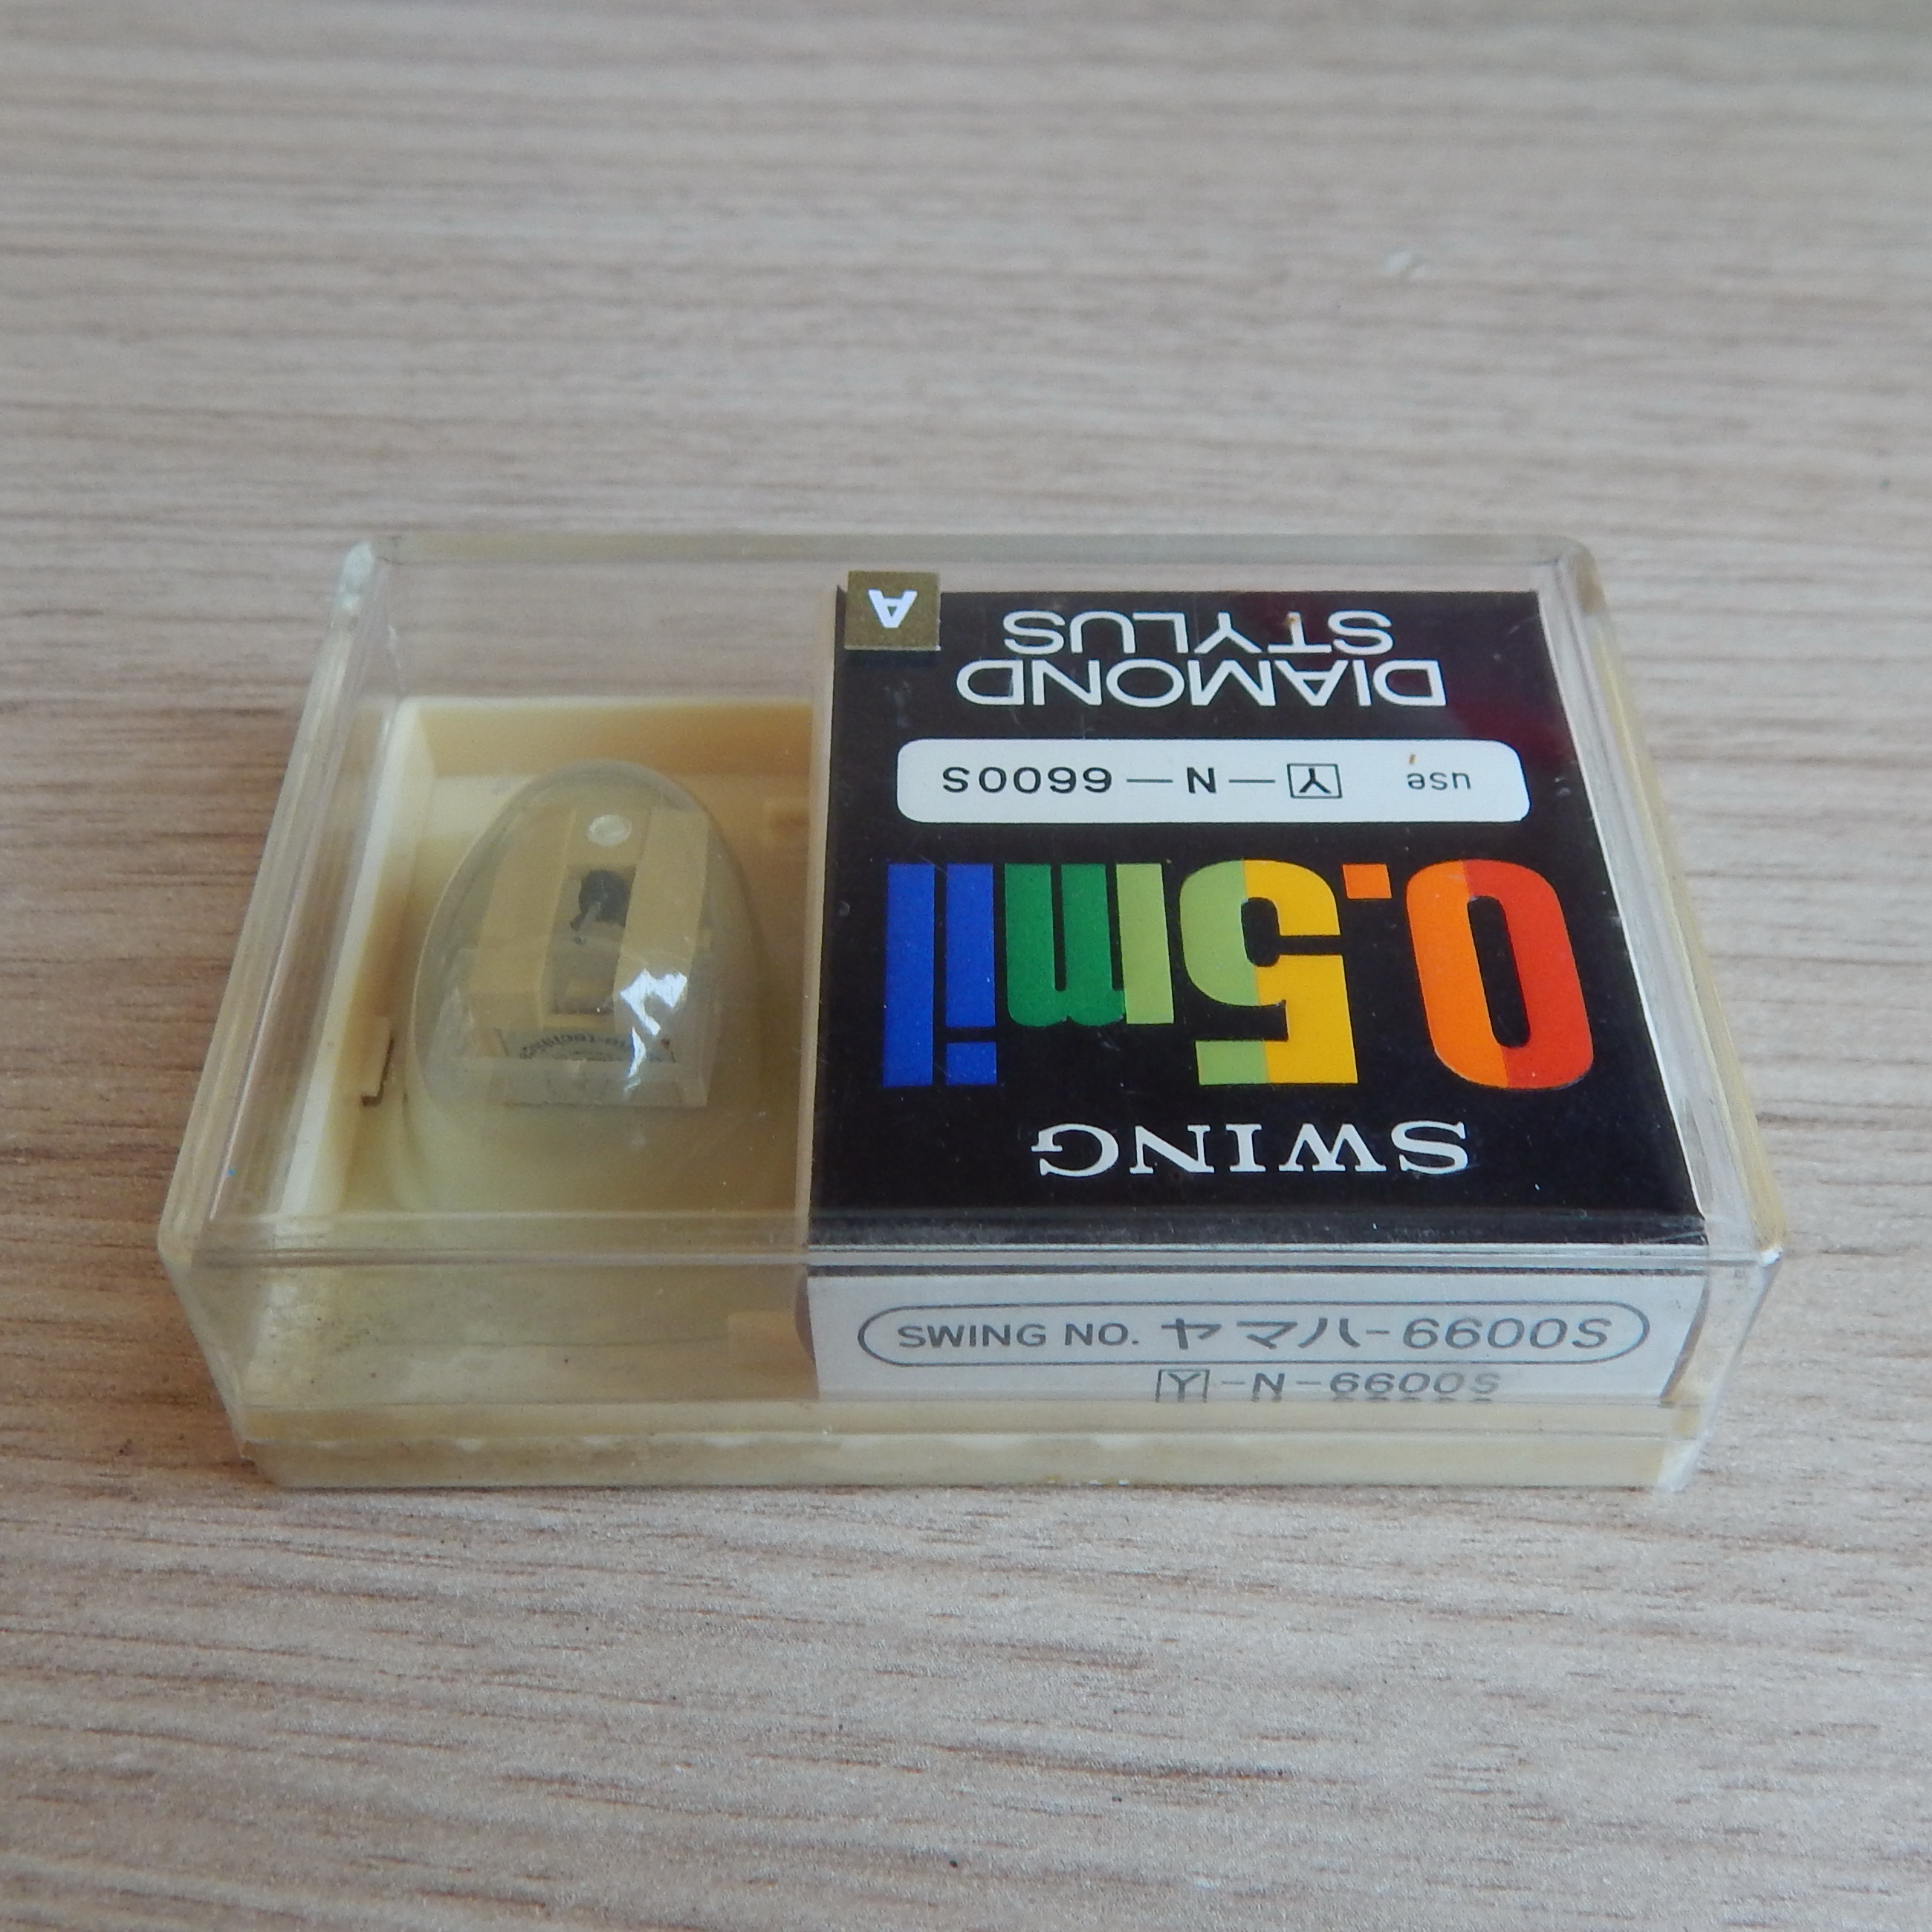 SWING
0.5mil
use Y-N-6600S
DIAMOND
STYLUS
A
SWING NO. ヤマハ-6600S
Y-N-6600S